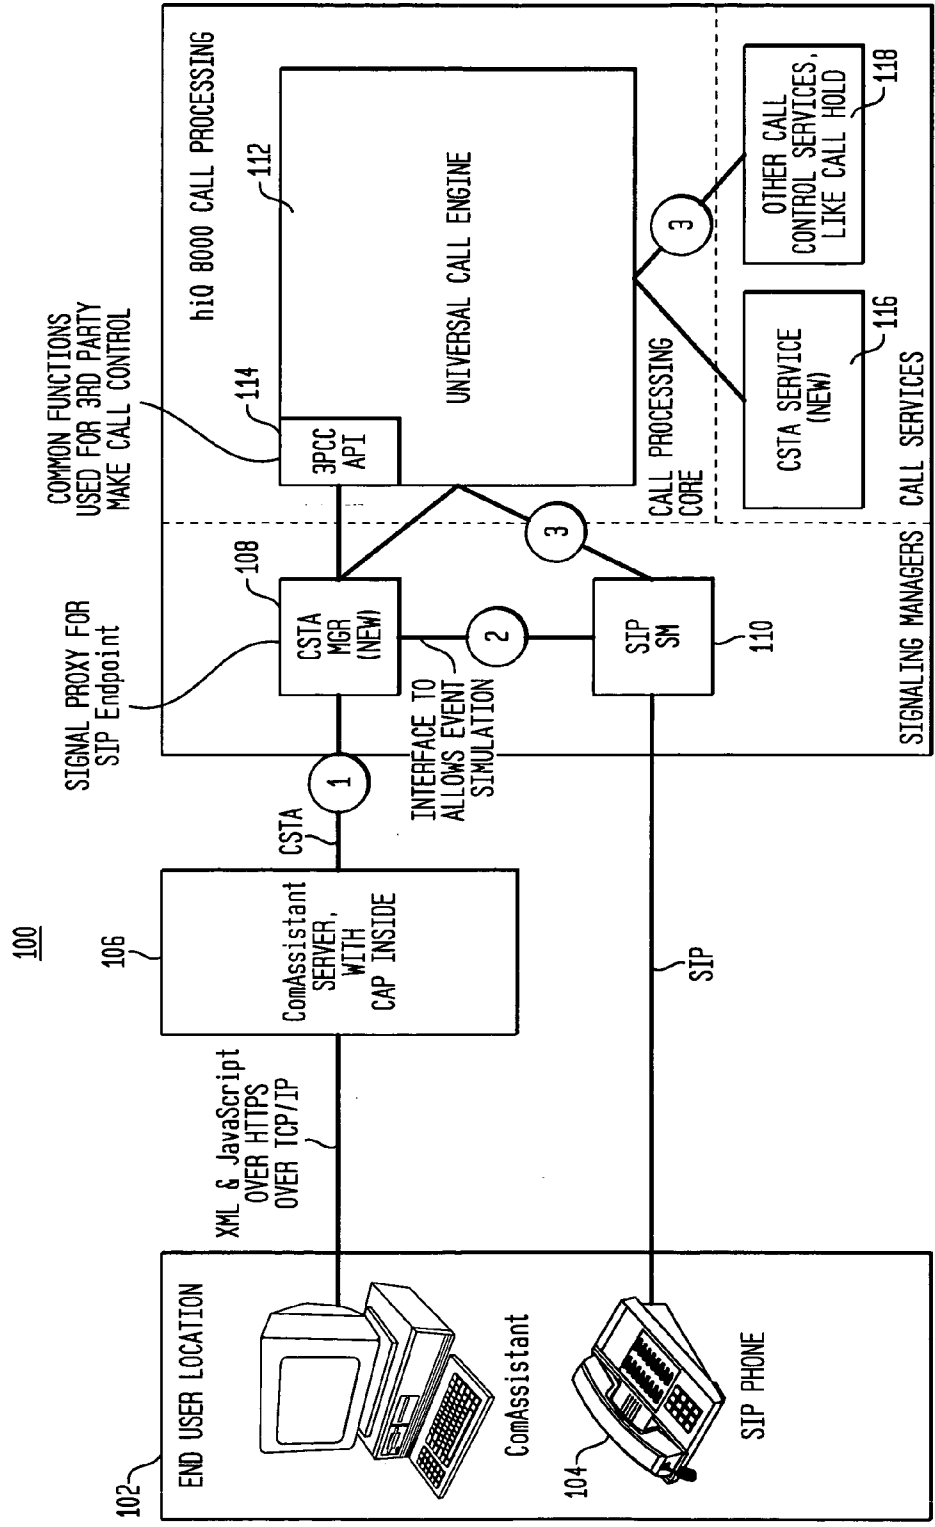 100
102
END USER LOCATION
ComAssistant
104
SIP PHONE
XML & JavaScript
OVER HTTPS
OVER TCP/IP
SIP
106
ComAssistant
SERVER,
WITH
CAP INSIDE
CSTA
1
SIGNAL PROXY FOR
SIP Endpoint
108
CSTA
MGR
(NEW)
INTERFACE TO
ALLOWS EVENT
SIMULATION
2
SIP
SM
110
SIGNALING MANAGERS
3
COMMON FUNCTIONS
USED FOR 3RD PARTY
MAKE CALL CONTROL
114
3PCC
API
112
hiQ 8000 CALL PROCESSING
UNIVERSAL CALL ENGINE
CALL PROCESSING
CORE
3
CSTA SERVICE
(NEW)
116
OTHER CALL
CONTROL SERVICES,
LIKE CALL HOLD
118
CALL SERVICES